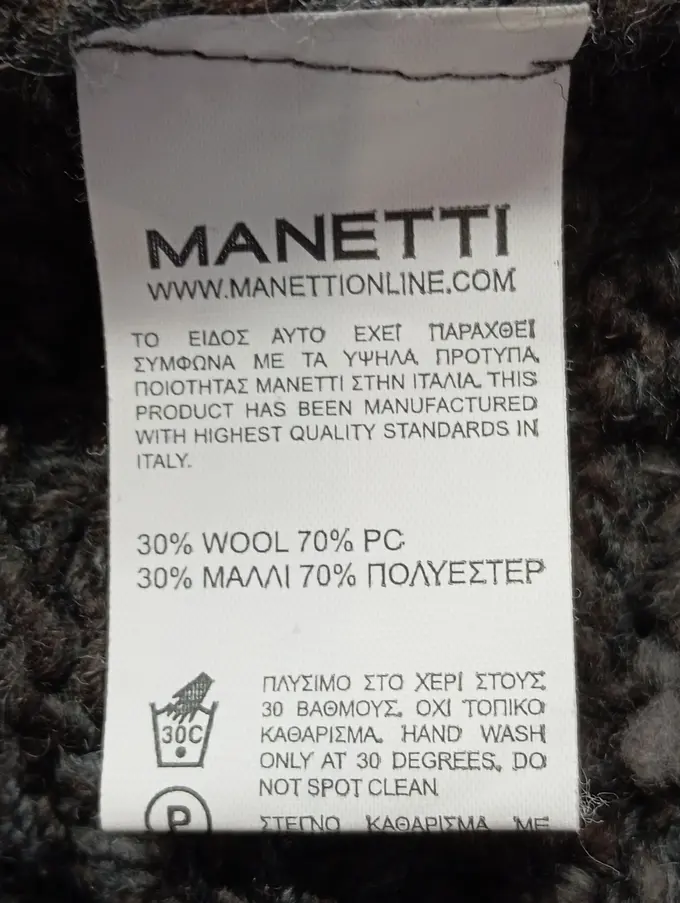 MANETTI
WWW.MANETTIONLINE.COM
ΤΟ ΕΙΔΟΣ ΑΥΤΟ ΕΧΕΙ ΠΑΡΑΧΘΕΙ
ΣΥΜΦΩΝΑ ΜΕ ΤΑ ΥΨΗΛΑ ΠΡΟΤΥΠΑ
ΠΟΙΟΤΗΤΑΣ MANETTI ΣΤΗΝ ΙΤΑΛΙΑ. THIS
PRODUCT HAS BEEN MANUFACTURED
WITH HIGHEST QUALITY STANDARDS IN
ITALY.
30% WOOL 70% PC
30% ΜΑΛΛΙ 70% ΠΟΛΥΕΣΤΕΡ
30C
ΠΛΥΣΙΜΟ ΣΤΟ ΧΕΡΙ ΣΤΟΥΣ
30 ΒΑΘΜΟΥΣ. ΟΧΙ ΤΟΠΙΚΟ
ΚΑΘΑΡΙΣΜΑ. HAND WASH
ONLY AT 30 DEGREES. DO
NOT SPOT CLEAN
P
ΣΤΕΓΝΟ ΚΑΘΑΡΙΣΜΑ ΜΕ